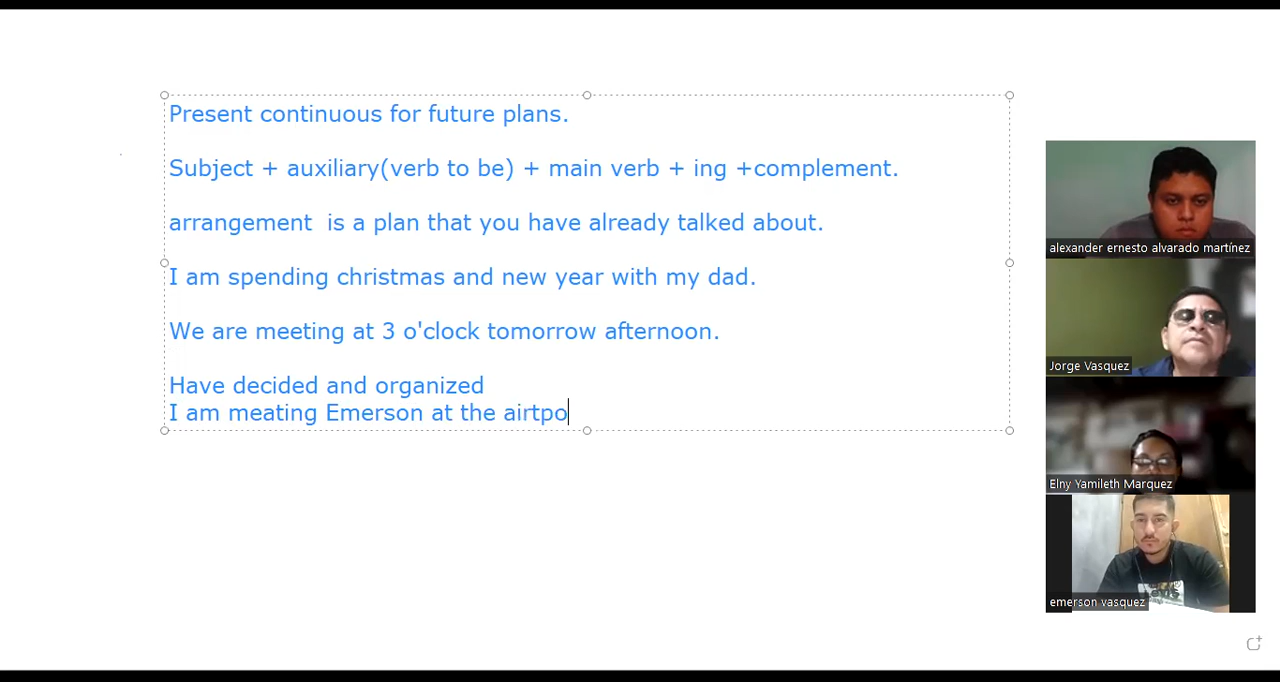 Present continuous for future plans.
Subject + auxiliary(verb to be) + main verb + ing +complement.
arrangement  is a plan that you have already talked about.
I am spending christmas and new year with my dad.
We are meeting at 3 o'clock tomorrow afternoon.
Have decided and organized
I am meating Emerson at the airtpo
alexander ernesto alvarado martínez
Jorge Vasquez
Elny Yamileth Marquez
emerson vasquez